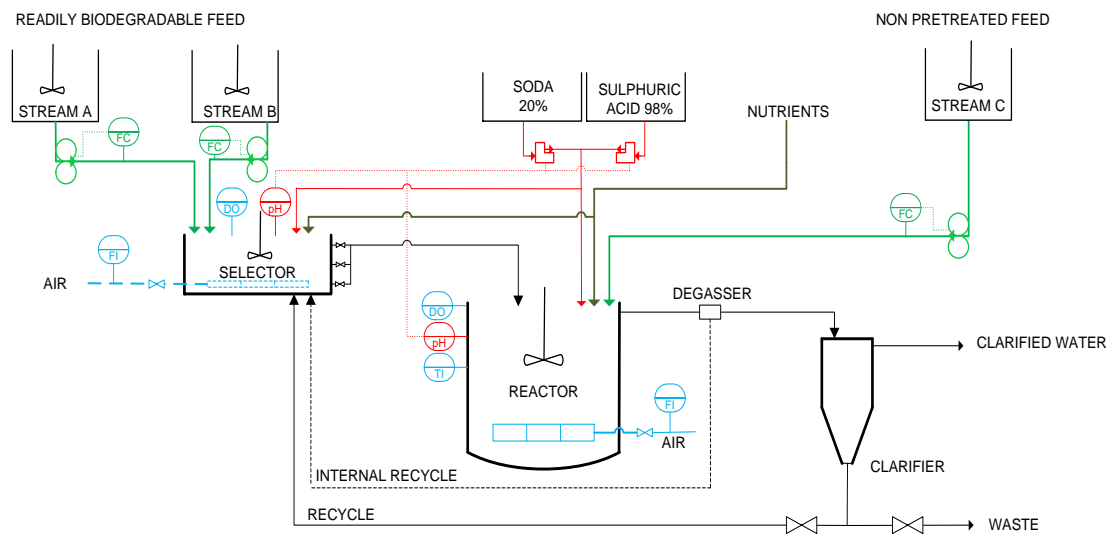 READILY BIODEGRADABLE FEED
NON PRETREATED FEED
STREAM A
STREAM B
SODA
20%
SULPHURIC
ACID 98%
NUTRIENTS
STREAM C
FC
FC
DO
pH
FC
FI
AIR
SELECTOR
DO
pH
TI
DEGASSER
REACTOR
CLARIFIED WATER
FI
AIR
INTERNAL RECYCLE
CLARIFIER
RECYCLE
WASTE